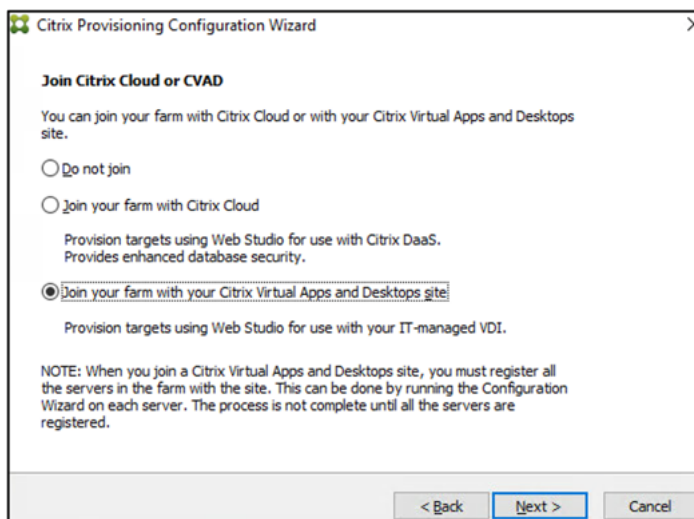 Citrix Provisioning Configuration Wizard
Join Citrix Cloud or CVAD
You can join your farm with Citrix Cloud or with your Citrix Virtual Apps and Desktops
site.
Do not join
Join your farm with Citrix Cloud
Provision targets using Web Studio for use with Citrix DaaS.
Provides enhanced database security.
Join your farm with your Citrix Virtual Apps and Desktops site
Provision targets using Web Studio for use with your IT-managed VDI.
NOTE: When you join a Citrix Virtual Apps and Desktops site, you must register all
the servers in the farm with the site. This can be done by running the Configuration
Wizard on each server. The process is not complete until all the servers are
registered.
< Back Next > Cancel